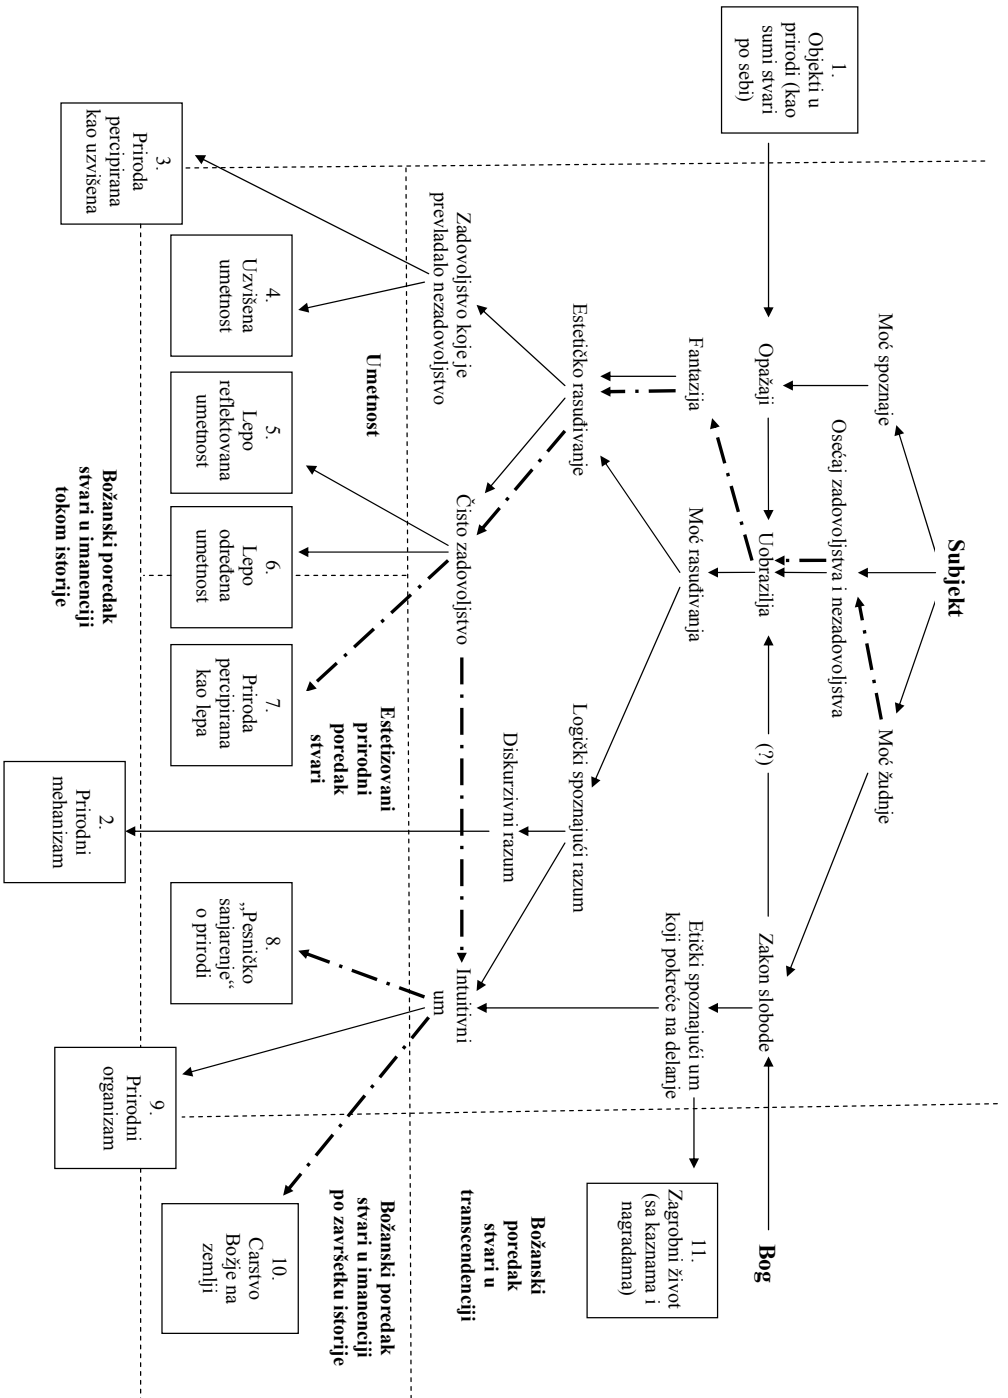 Subjekt
Moć spoznaje
Osećaj zadovoljstva i nezadovoljstva
Moć žudnje
1.
Objekti u
prirodi (kao
sumi stvari
po sebi)
Opažaji
Uobrazilja
(?)
Zakon slobode
Bog
Fantazija
Moć rasuđivanja
Etički spoznajući um
koji pokreće na delanje
11.
Zagrobni život
(sa kaznama i
nagradama)
Estetičko rasuđivanje
Logički spoznajući razum
Diskurzivni razum
Božanski
poredak
stvari u
transcendenciji
Zadovoljstvo koje je
prevladalo nezadovoljstvo
Čisto zadovoljstvo
Intuitivni
um
Umetnost
Estetizovani
prirodni
poredak
stvari
Božanski poredak
stvari u imanenciji
po završetku istorije
3.
Priroda
percipirana
kao uzvišena
4.
Uzvišena
umetnost
5.
Lepo
reflektovana
umetnost
6.
Lepo
određena
umetnost
7.
Priroda
percipirana
kao lepa
2.
Prirodni
mehanizam
8.
„Pesničko
sanjarenje“
o prirodi
9.
Prirodni
organizam
10.
Carstvo
Božje na
zemlji
Božanski poredak
stvari u imanenciji
tokom istorije